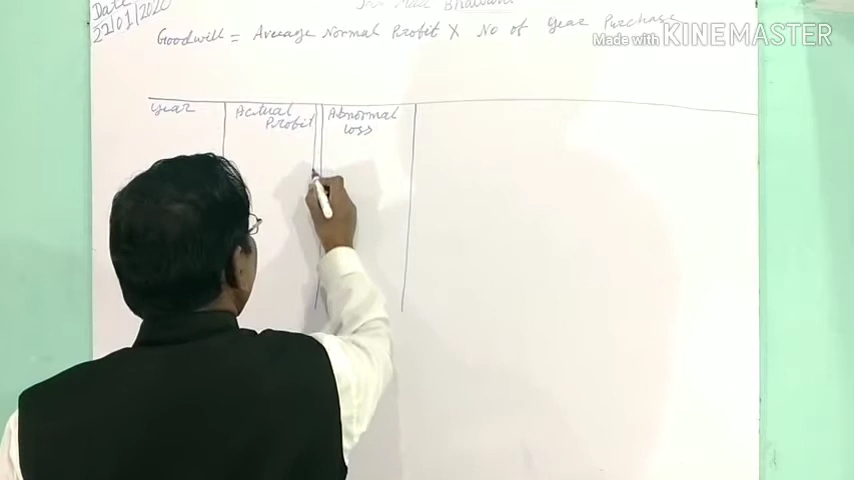 Date
22/01/2020
Goodwill = Average Normal Profit X No of year Purchase
Made with KINEMASTER
Year
Actual Profit
Abnormal loss